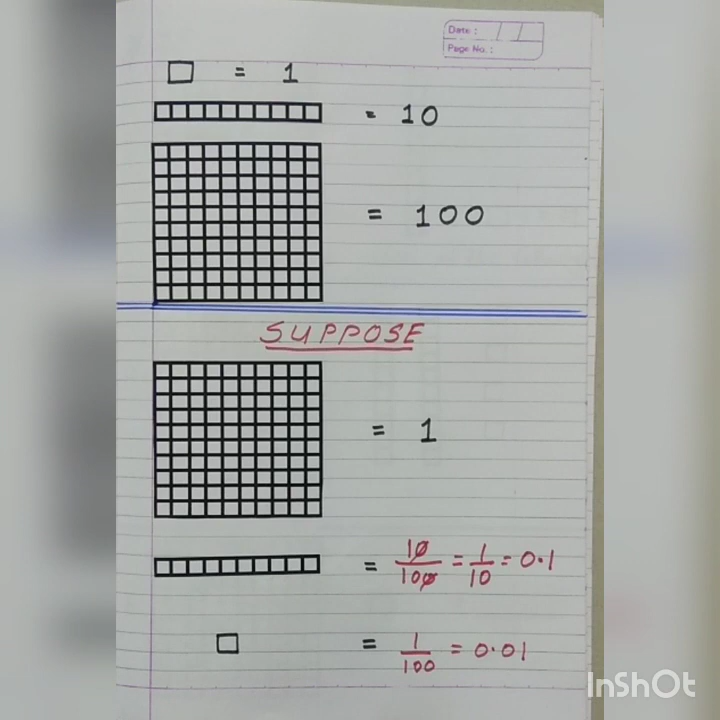 Date : / /
Page No. :
= 1
= 10
= 100
SUPPOSE
= 1
= 10/100 = 1/10 = 0.1
= 1/100 = 0.01
InShOt